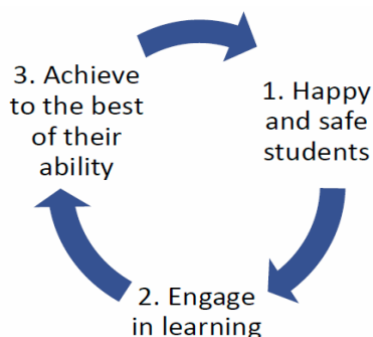 1. Happy
and safe
students
2. Engage
in learning
3. Achieve
to the best
of their
ability